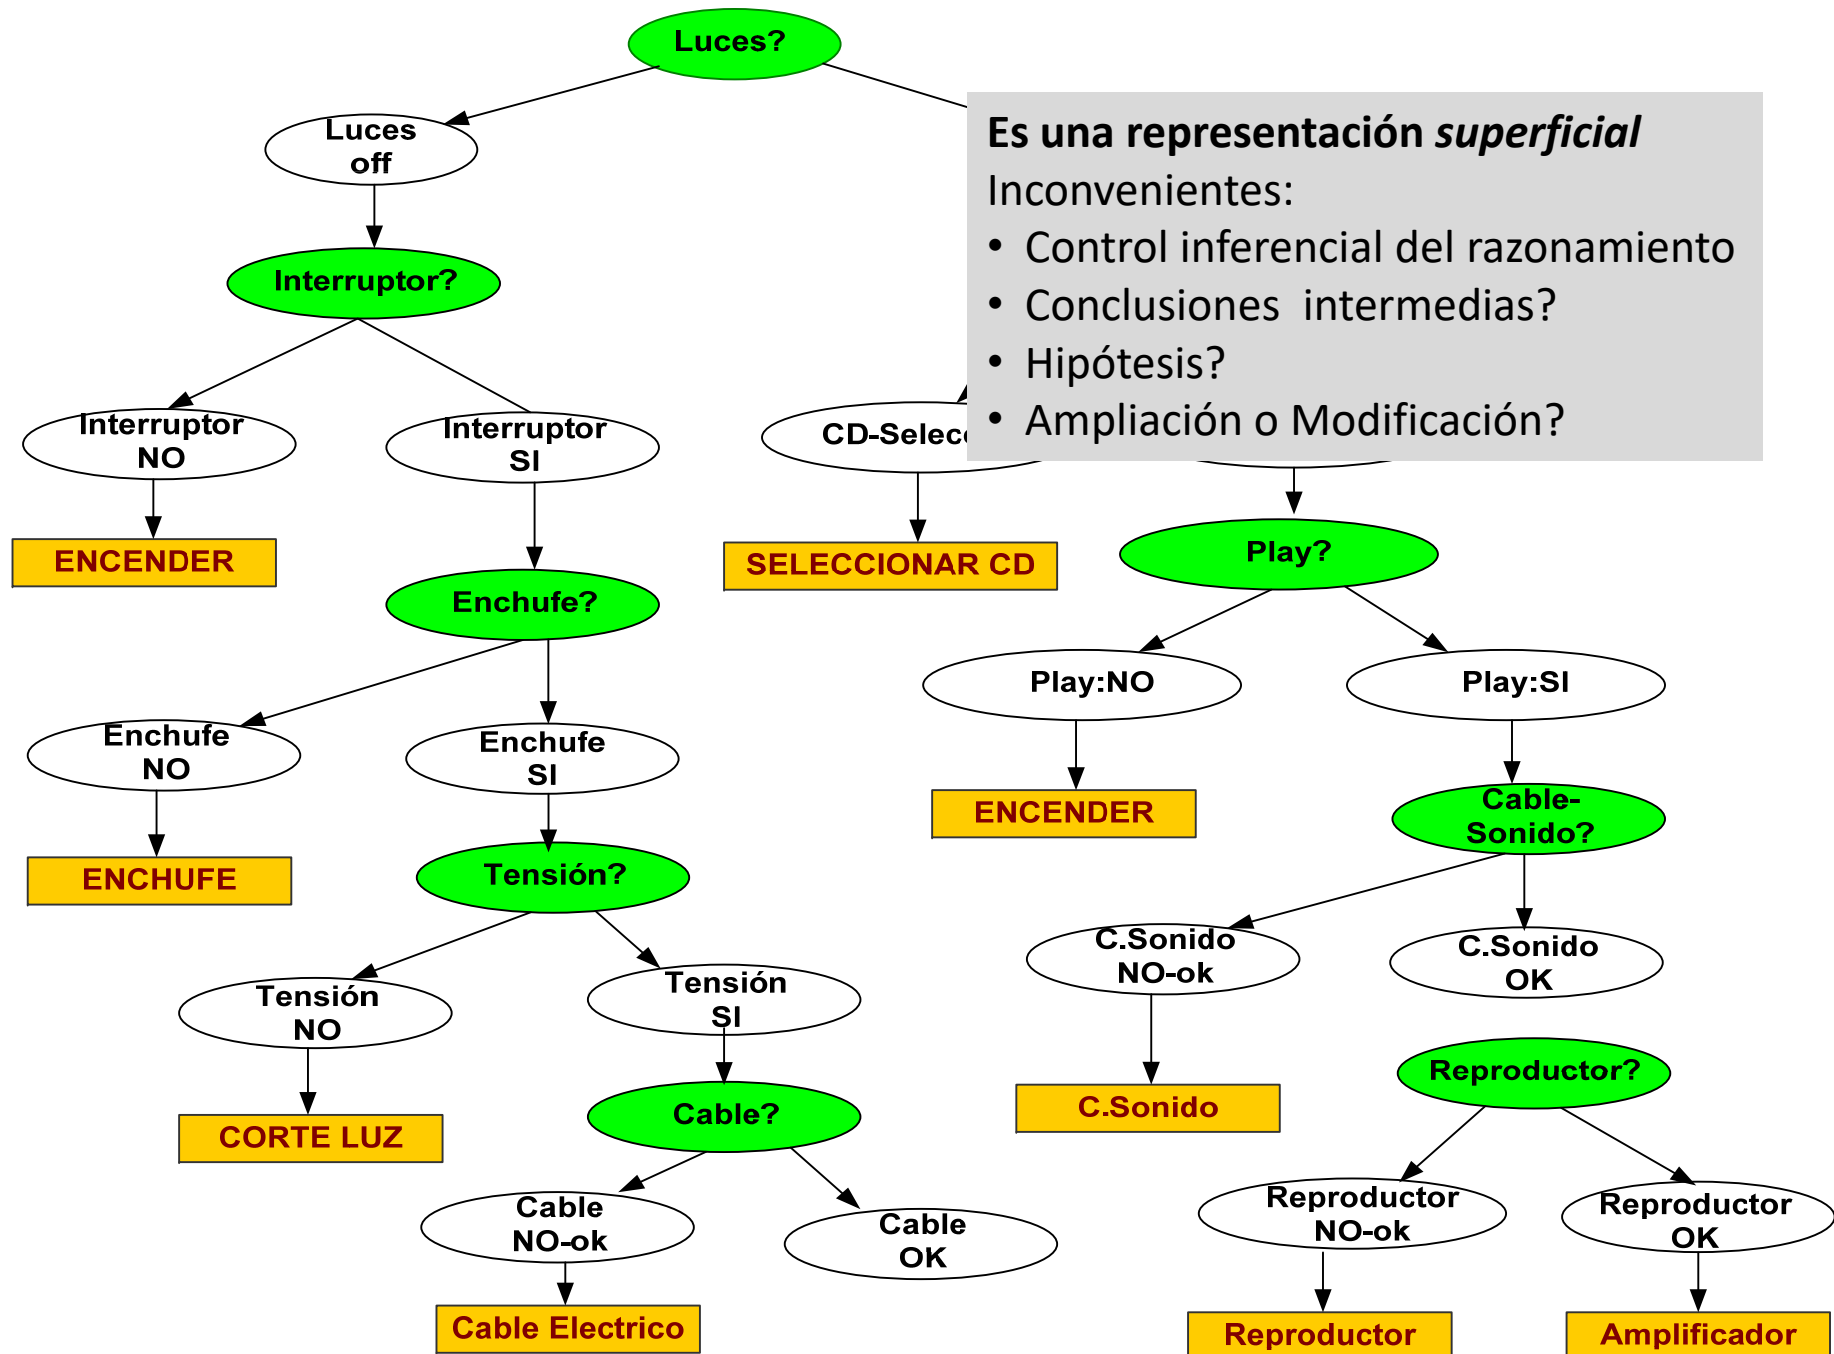 Luces?
Luces
off
Es una representación superficial
Inconvenientes:
• Control inferencial del razonamiento
• Conclusiones intermedias?
• Hipótesis?
• Ampliación o Modificación?
Interruptor?
Interruptor
NO
Interruptor
SI
CD-Selec
ENCENDER
SELECCIONAR CD
Play?
Enchufe?
Play:NO
Play:SI
Enchufe
NO
Enchufe
SI
ENCENDER
Cable-
Sonido?
ENCHUFE
Tensión?
C.Sonido
NO-ok
C.Sonido
OK
Tensión
NO
Tensión
SI
Reproductor?
C.Sonido
CORTE LUZ
Cable?
Cable
NO-ok
Cable
OK
Reproductor
NO-ok
Reproductor
OK
Cable Electrico
Reproductor
Amplificador